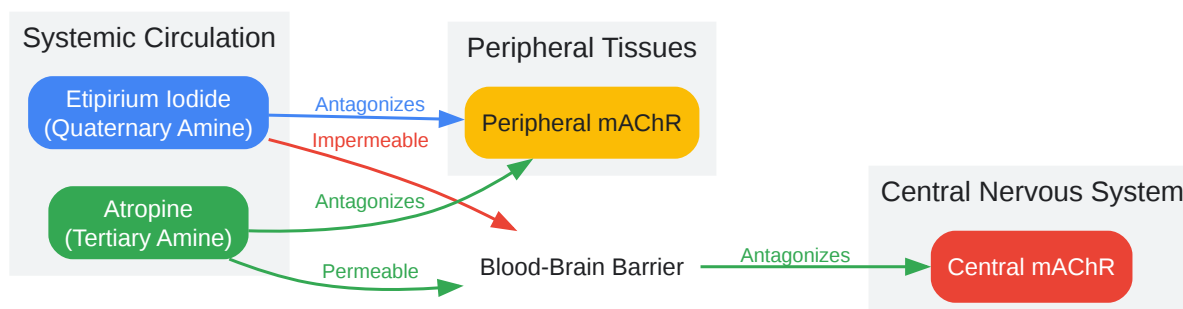 Systemic Circulation
Etipirium Iodide
(Quaternary Amine)
Atropine
(Tertiary Amine)
Antagonizes
Impermeable
Antagonizes
Permeable
Peripheral Tissues
Peripheral mAChR
Blood-Brain Barrier
Antagonizes
Central Nervous System
Central mAChR